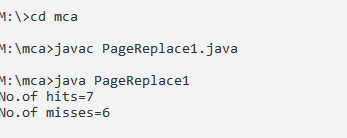 M:\>cd mca
M:\mca>javac PageReplace1.java
M:\mca>java PageReplace1
No.of hits=7
No.of misses=6